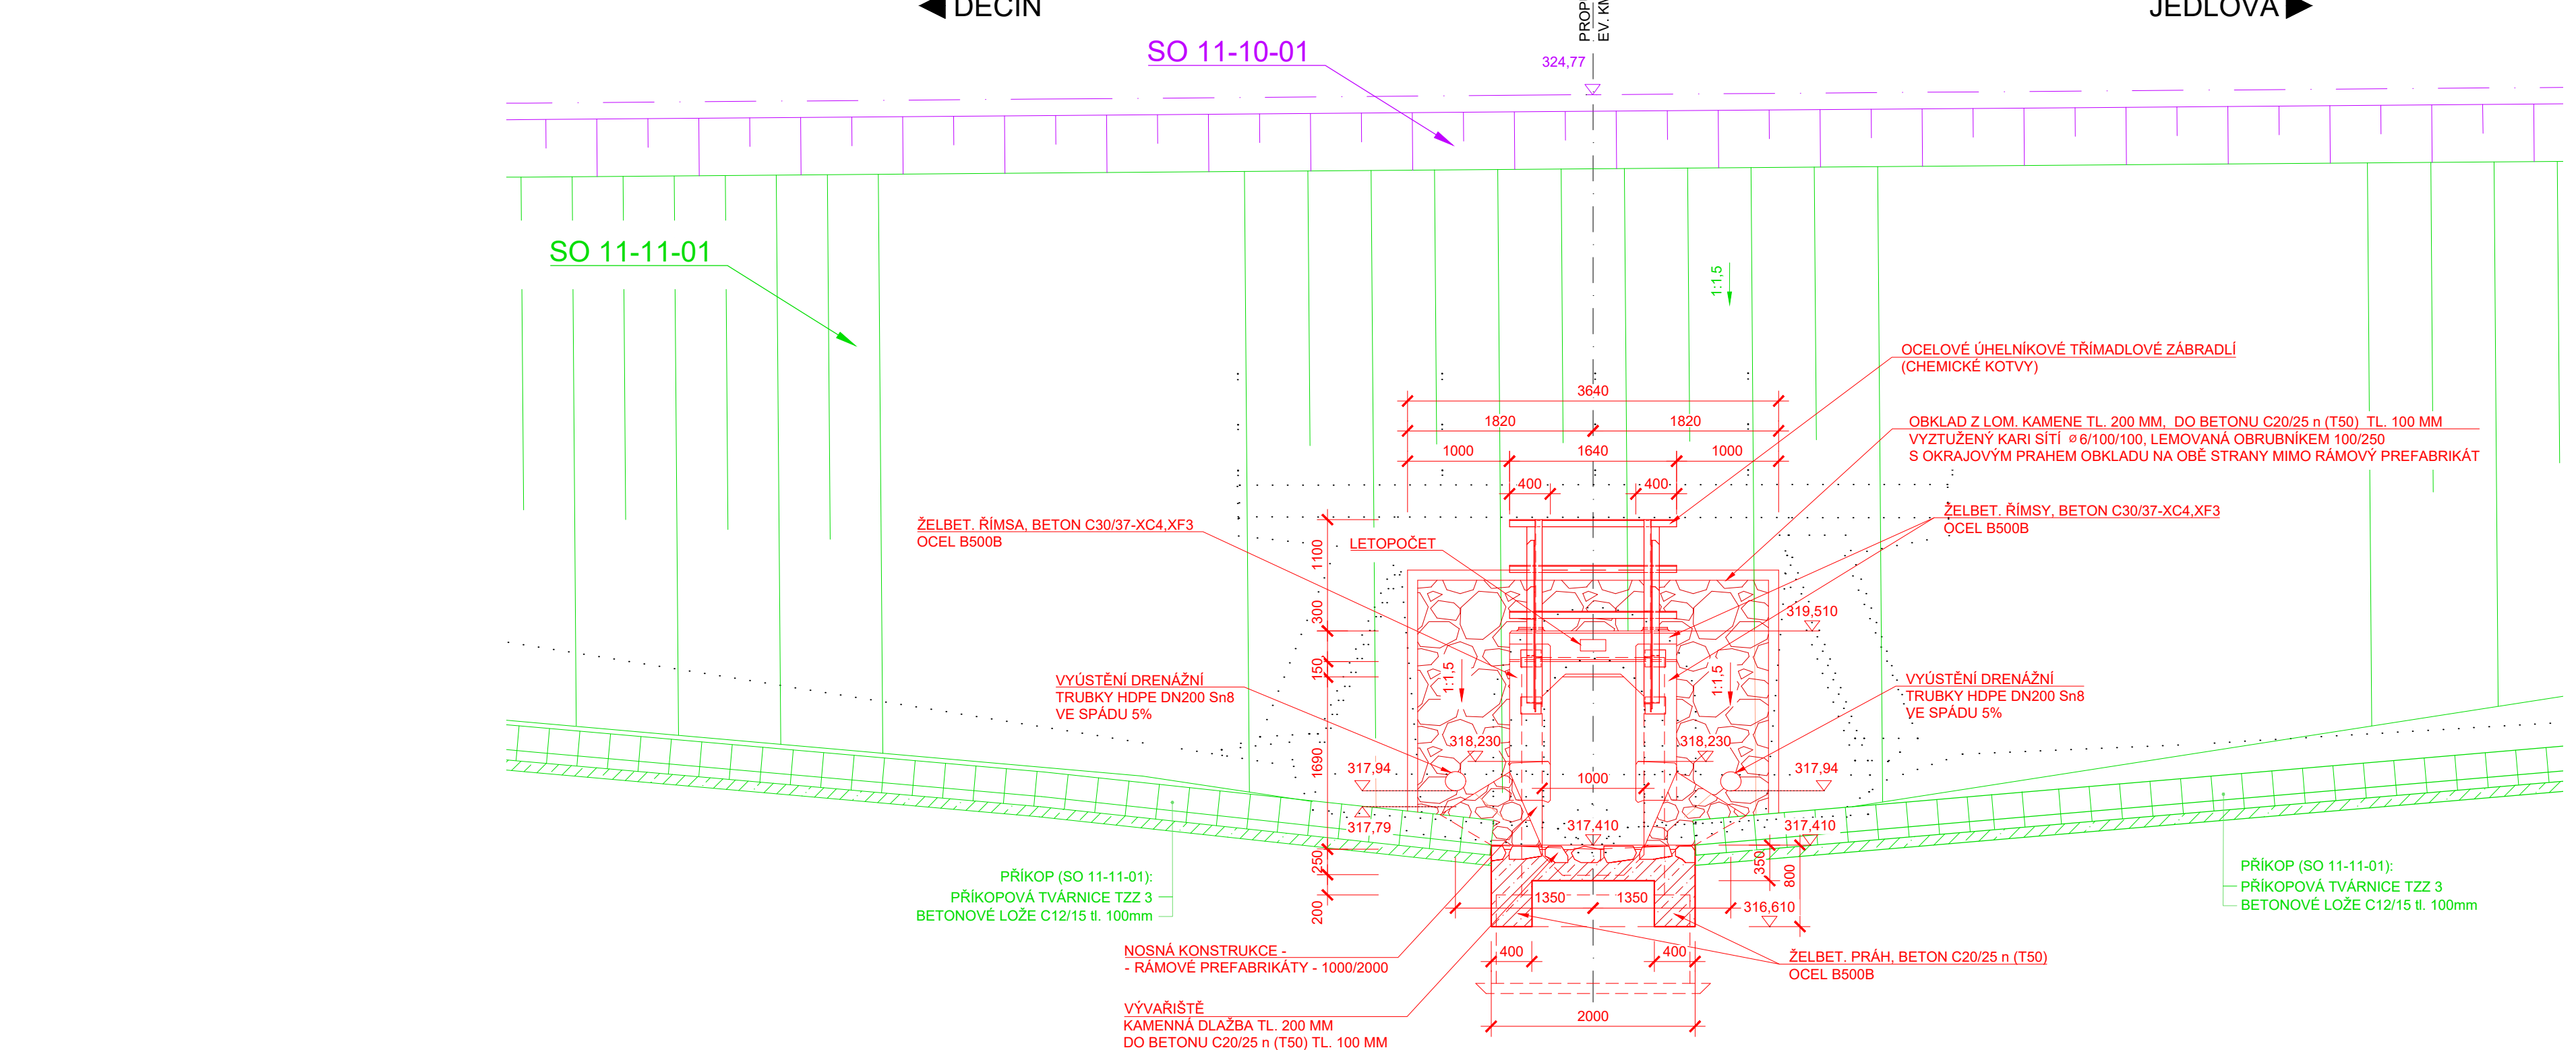 DĚČÍN
JEDLOVÁ
EV. KM
SO 11-10-01
324,77
SO 11-11-01
1:1,5
OCELOVÉ ÚHELNÍKOVÉ TŘÍMADLOVÉ ZÁBRADLÍ
(CHEMICKÉ KOTVY)
3640
1820
1820
OBKLAD Z LOM. KAMENE TL. 200 MM, DO BETONU C20/25 n (T50) TL. 100 MM
VYZTUŽENÝ KARI SÍTÍ ø6/100/100, LEMOVANÁ OBRUBNÍKEM 100/250
S OKRAJOVÝM PRAHEM OBKLADU NA OBĚ STRANY MIMO RÁMOVÝ PREFABRIKÁT
1000
1640
1000
400
400
ŽELBET. ŘÍMSA, BETON C30/37-XC4,XF3
OCEL B500B
ŽELBET. ŘÍMSY, BETON C30/37-XC4,XF3
OCEL B500B
LETOPOČET
1100
300
150
1690
250
200
319,510
1:1,5
1:1,5
VYÚSTĚNÍ DRENÁŽNÍ
TRUBKY HDPE DN200 Sn8
VE SPÁDU 5%
VYÚSTĚNÍ DRENÁŽNÍ
TRUBKY HDPE DN200 Sn8
VE SPÁDU 5%
318,230
318,230
317,94
1000
317,94
317,79
317,410
317,410
350
800
PŘÍKOP (SO 11-11-01):
PŘÍKOPOVÁ TVÁRNICE TZZ 3
BETONOVÉ LOŽE C12/15 tl. 100mm
PŘÍKOP (SO 11-11-01):
PŘÍKOPOVÁ TVÁRNICE TZZ 3
BETONOVÉ LOŽE C12/15 tl. 100mm
1350
1350
316,610
NOSNÁ KONSTRUKCE -
- RÁMOVÉ PREFABRIKÁTY - 1000/2000
400
400
ŽELBET. PRÁH, BETON C20/25 n (T50)
OCEL B500B
VÝVAŘIŠTĚ
KAMENNÁ DLAŽBA TL. 200 MM
DO BETONU C20/25 n (T50) TL. 100 MM
2000